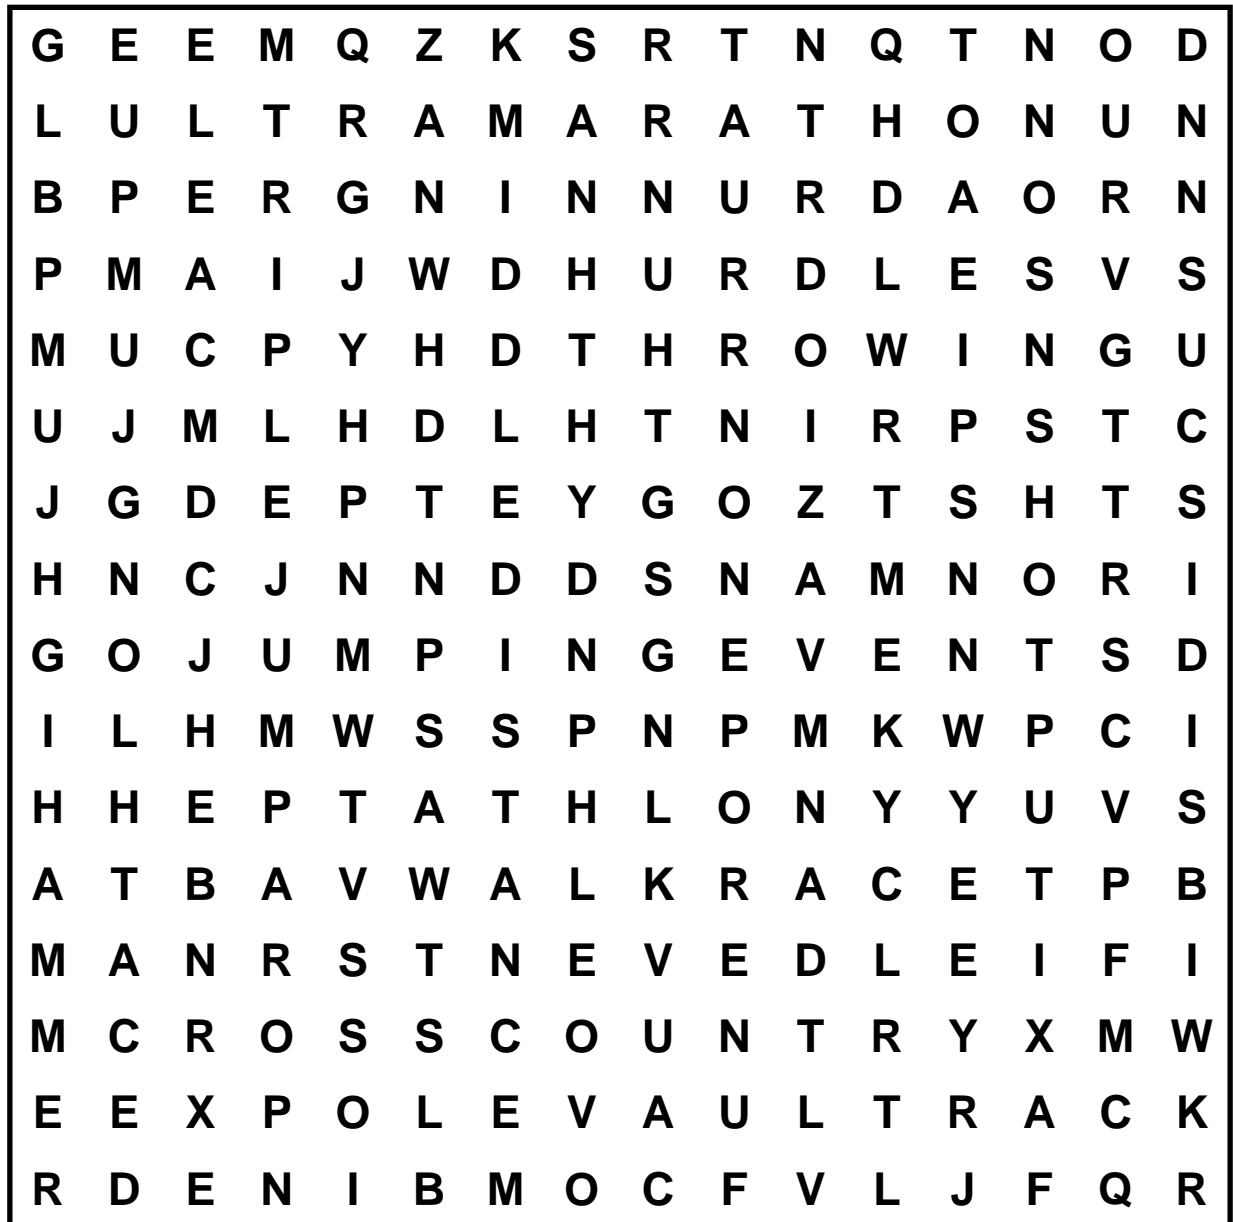 G E E M Q Z K S R T N Q T N O D
L U L T R A M A R A T H O N U N
B P E R G N I N N U R D A O R N
P M A I J W D H U R D L E S V S
M U C P Y H D T H R O W I N G U
U J M L H D L H T N I R P S T C
J G D E P T E Y G O Z T S H T S
H N C J N N D D S N A M N O R I
G O J U M P I N G E V E N T S D
I L H M W S S P N P M K W P C I
H H E P T A T H L O N Y Y U V S
A T B A V W A L K R A C E T P B
M A N R S T N E V E D L E I F I
M C R O S S C O U N T R Y X M W
E E X P O L E V A U L T R A C K
R D E N I B M O C F V L J F Q R